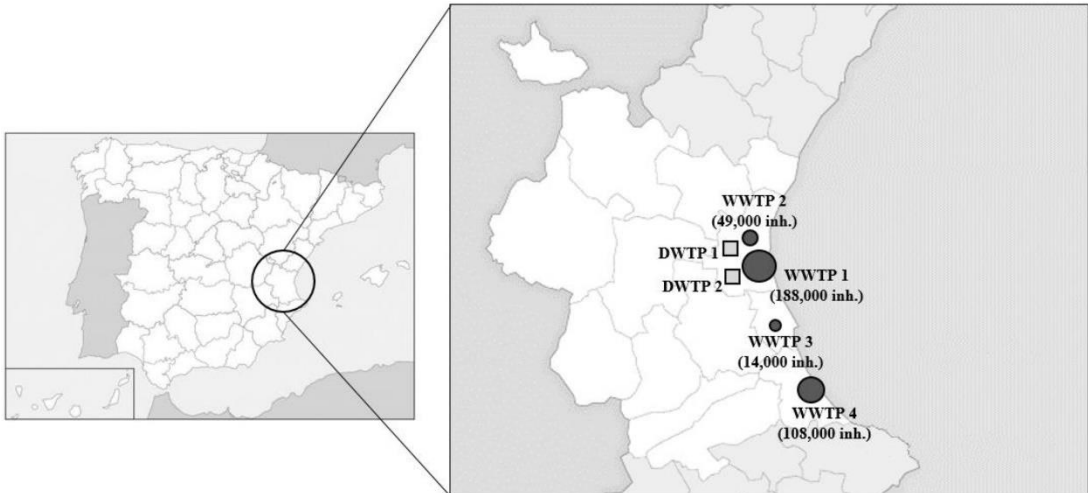 WWTP 2
(49,000 inh.)
DWTP 1
DWTP 2
WWTP 1
(188,000 inh.)
WWTP 3
(14,000 inh.)
WWTP 4
(108,000 inh.)